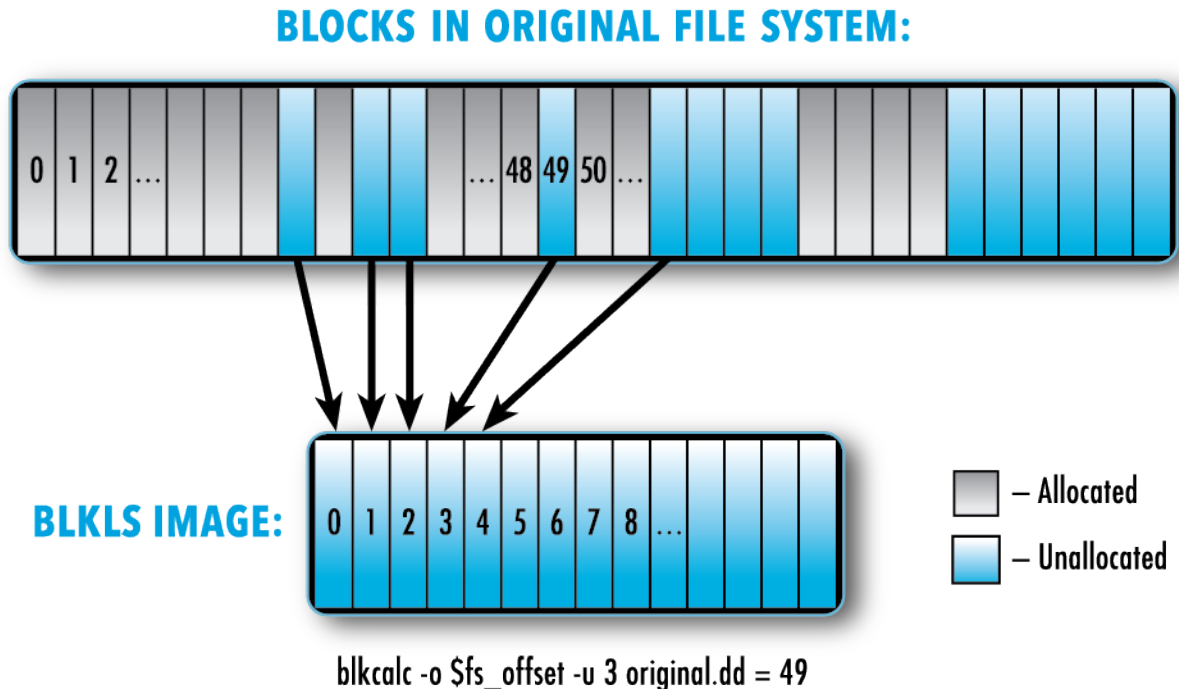 BLOCKS IN ORIGINAL FILE SYSTEM:
0 1 2 ... ... 48 49 50 ...
BLKLS IMAGE:
0 1 2 3 4 5 6 7 8 ...
– Allocated
– Unallocated
blkcalc -o $fs_offset -u 3 original.dd = 49